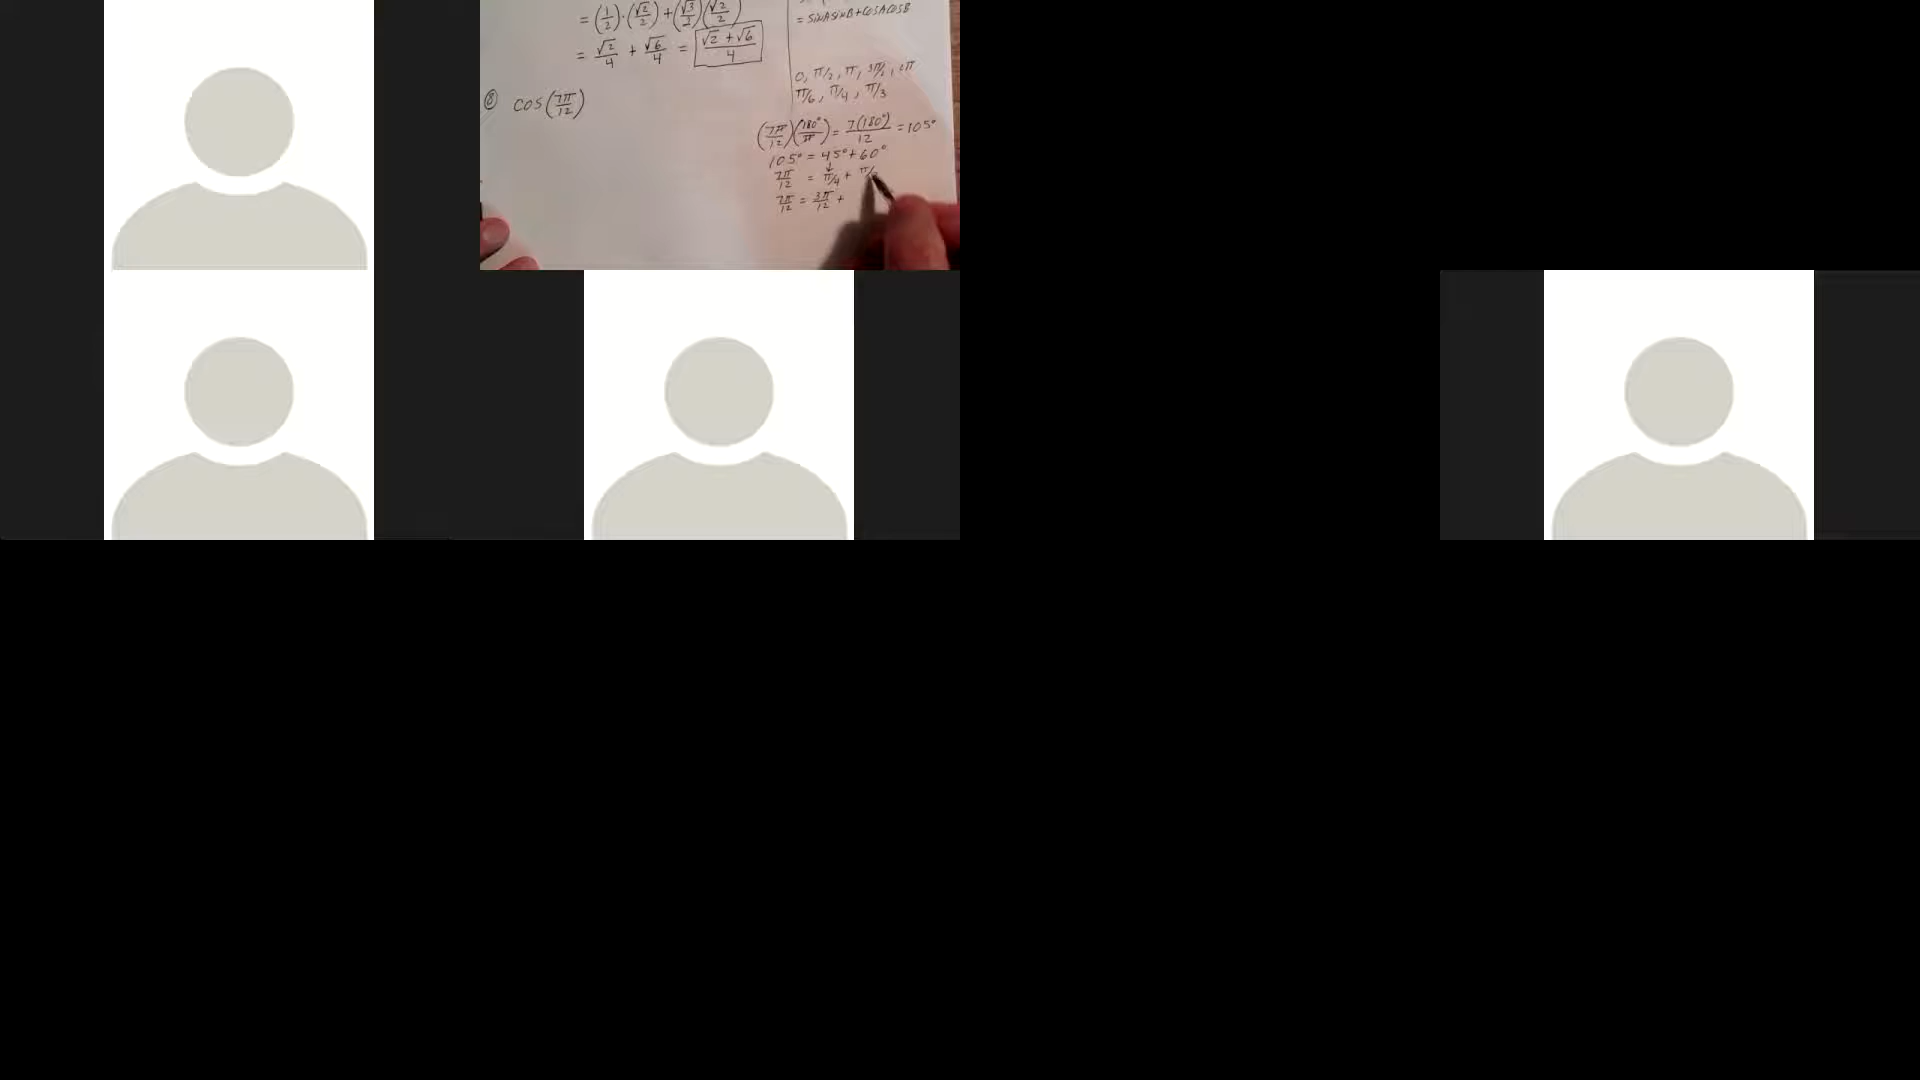 = (1/2)·(√2/2) + (√3/2)(√2/2)
= √2/4 + √6/4 = (√2 + √6)/4
⑧ cos(7π/12)
= SINASINB+COSACOSB
0, π/2, π, 3π/2, 2π
π/6, π/4, π/3
(7π/12)(180°/π) = 7(180°)/12 = 105°
105° = 45° + 60°
7π/12 = π/4 + π/
7π/12 = 3π/12 +